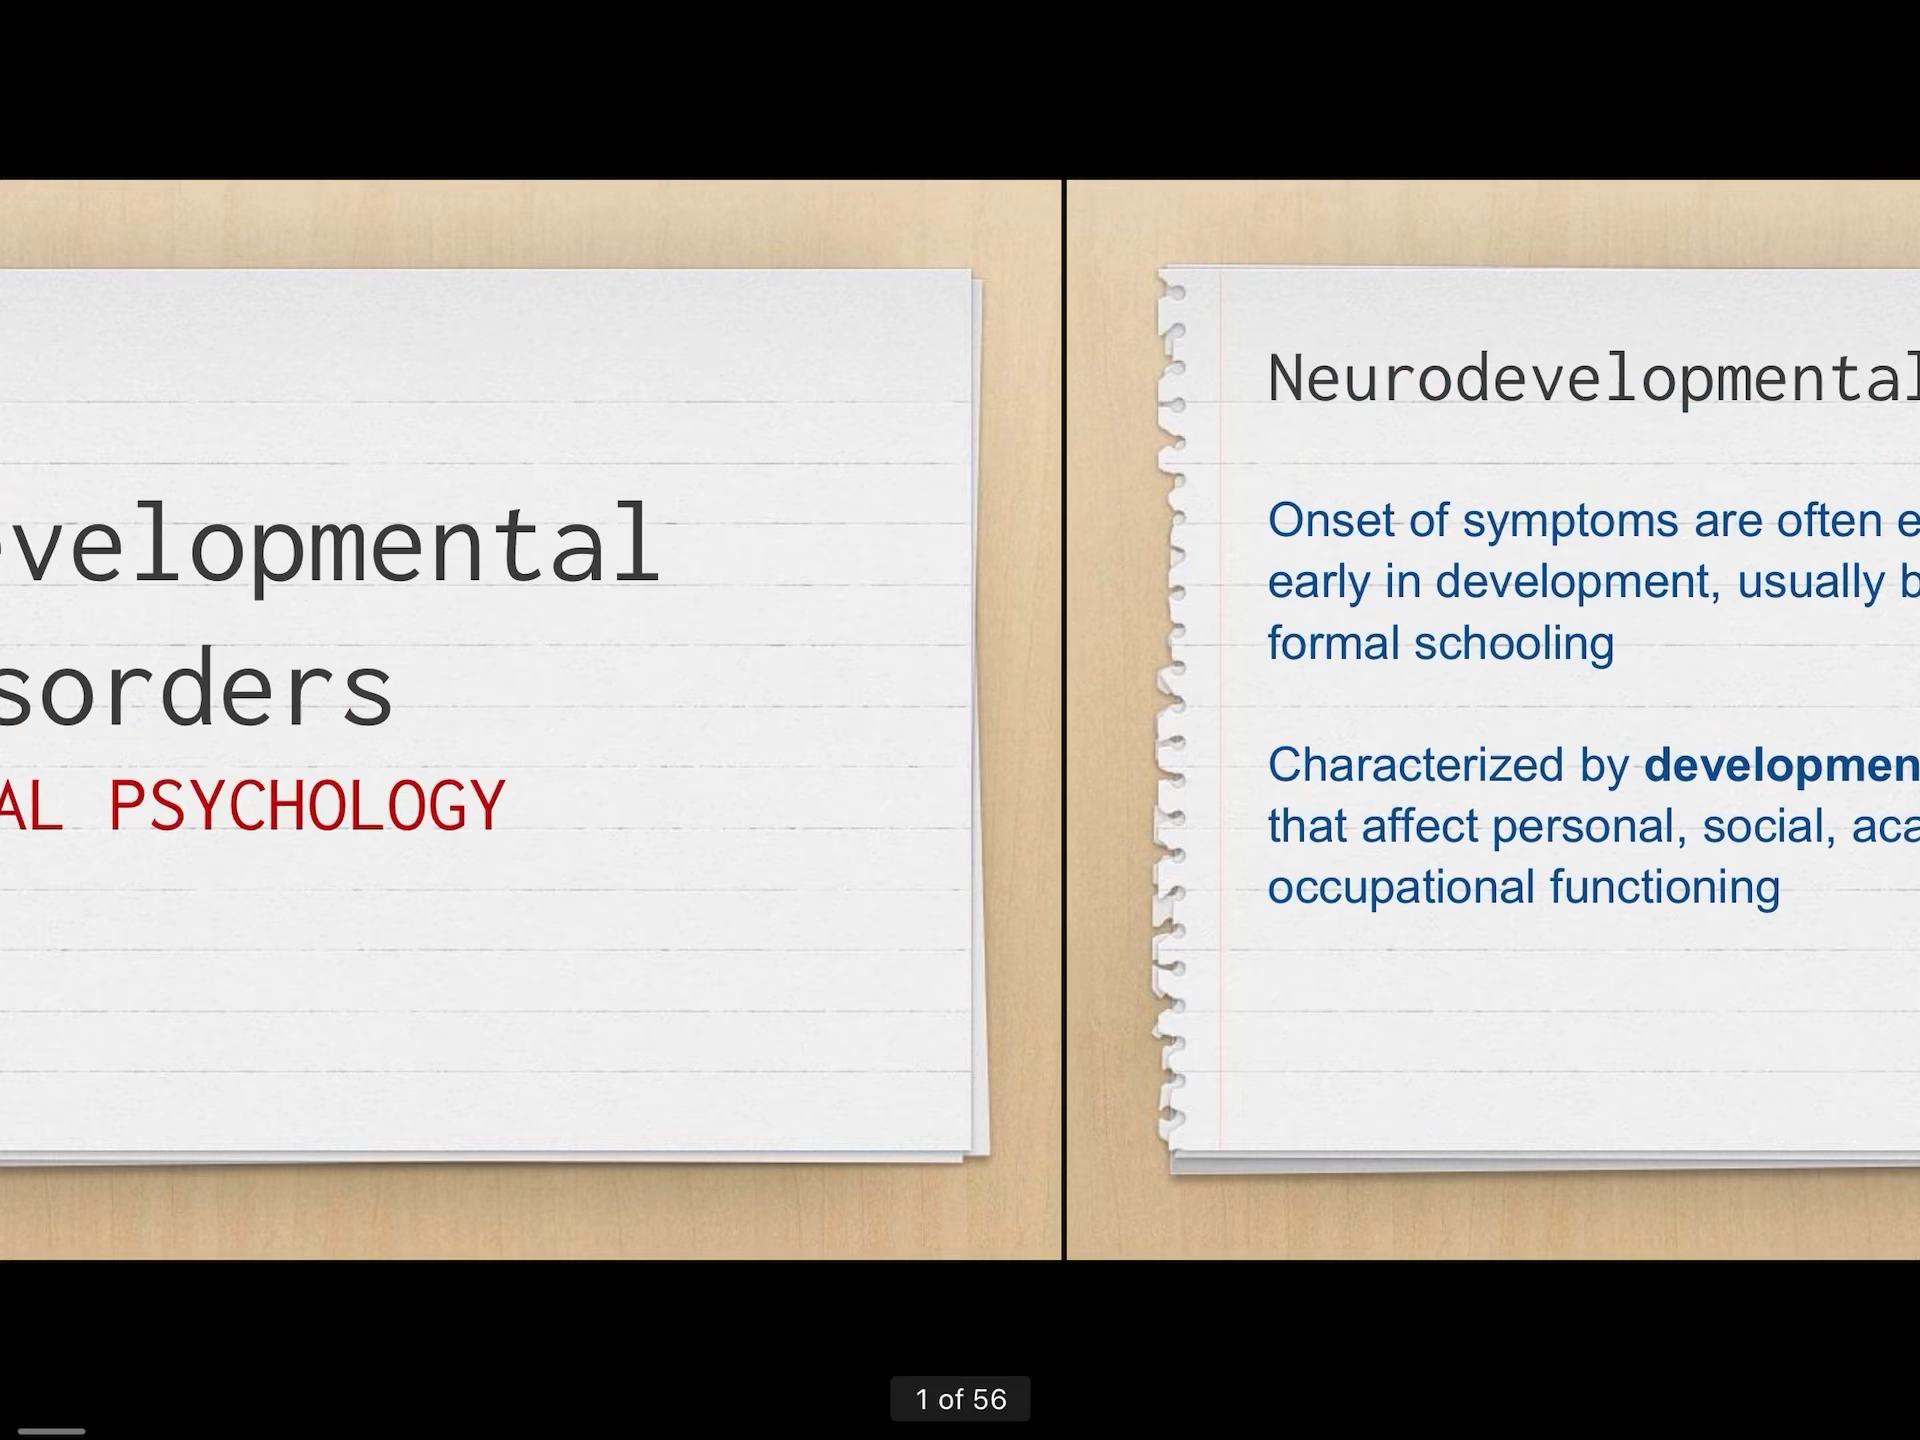 evelopmental
sorders
AL PSYCHOLOGY
Neurodevelopmental
Onset of symptoms are often e
early in development, usually b
formal schooling
Characterized by developmen
that affect personal, social, aca
occupational functioning
1 of 56